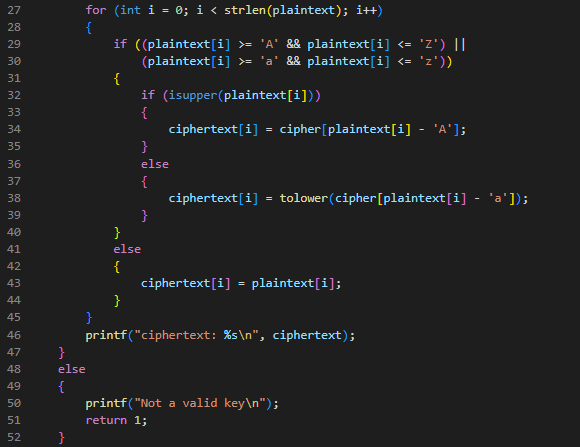 27 for (int i = 0; i < strlen(plaintext); i++)
28 {
29 if ((plaintext[i] >= 'A' && plaintext[i] <= 'Z') ||
30 (plaintext[i] >= 'a' && plaintext[i] <= 'z'))
31 {
32 if (isupper(plaintext[i]))
33 {
34 ciphertext[i] = cipher[plaintext[i] - 'A'];
35 }
36 else
37 {
38 ciphertext[i] = tolower(cipher[plaintext[i] - 'a']);
39 }
40 }
41 else
42 {
43 ciphertext[i] = plaintext[i];
44 }
45 }
46 printf("ciphertext: %s\n", ciphertext);
47 }
48 else
49 {
50 printf("Not a valid key\n");
51 return 1;
52 }